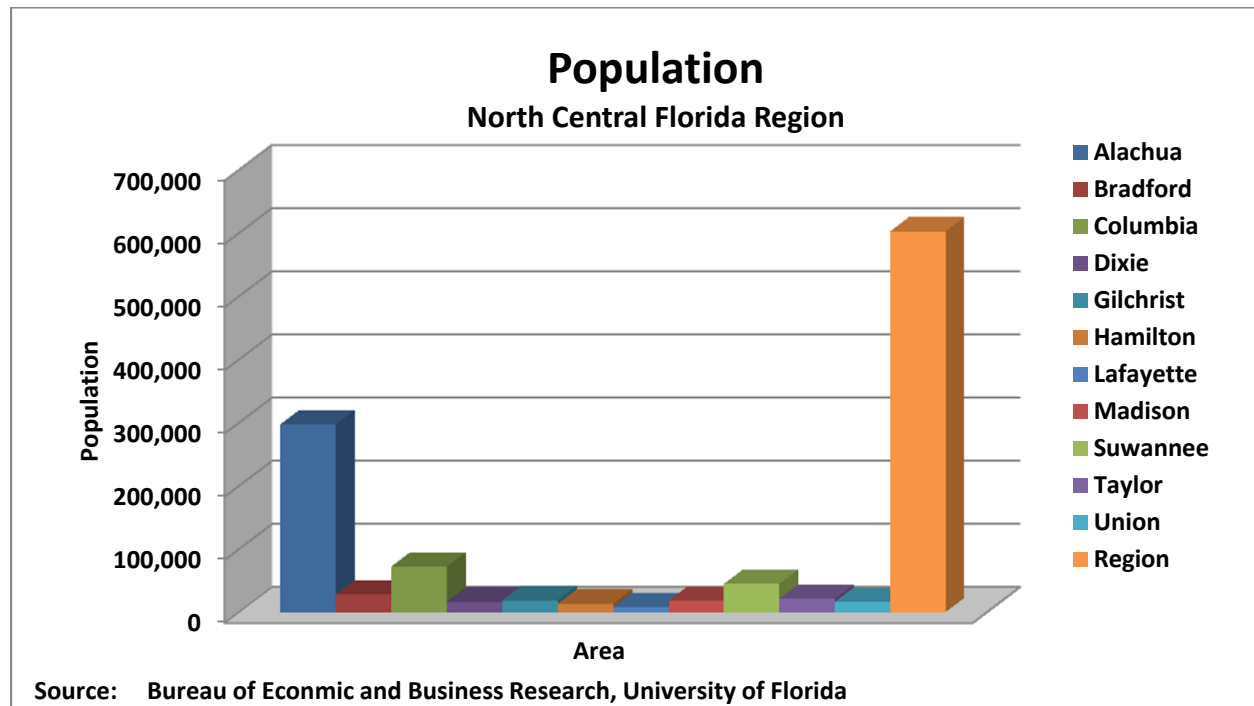 Population
North Central Florida Region
700,000
600,000
500,000
400,000
300,000
200,000
100,000
0
Population
Area
Alachua
Bradford
Columbia
Dixie
Gilchrist
Hamilton
Lafayette
Madison
Suwannee
Taylor
Union
Region
Source: Bureau of Econmic and Business Research, University of Florida